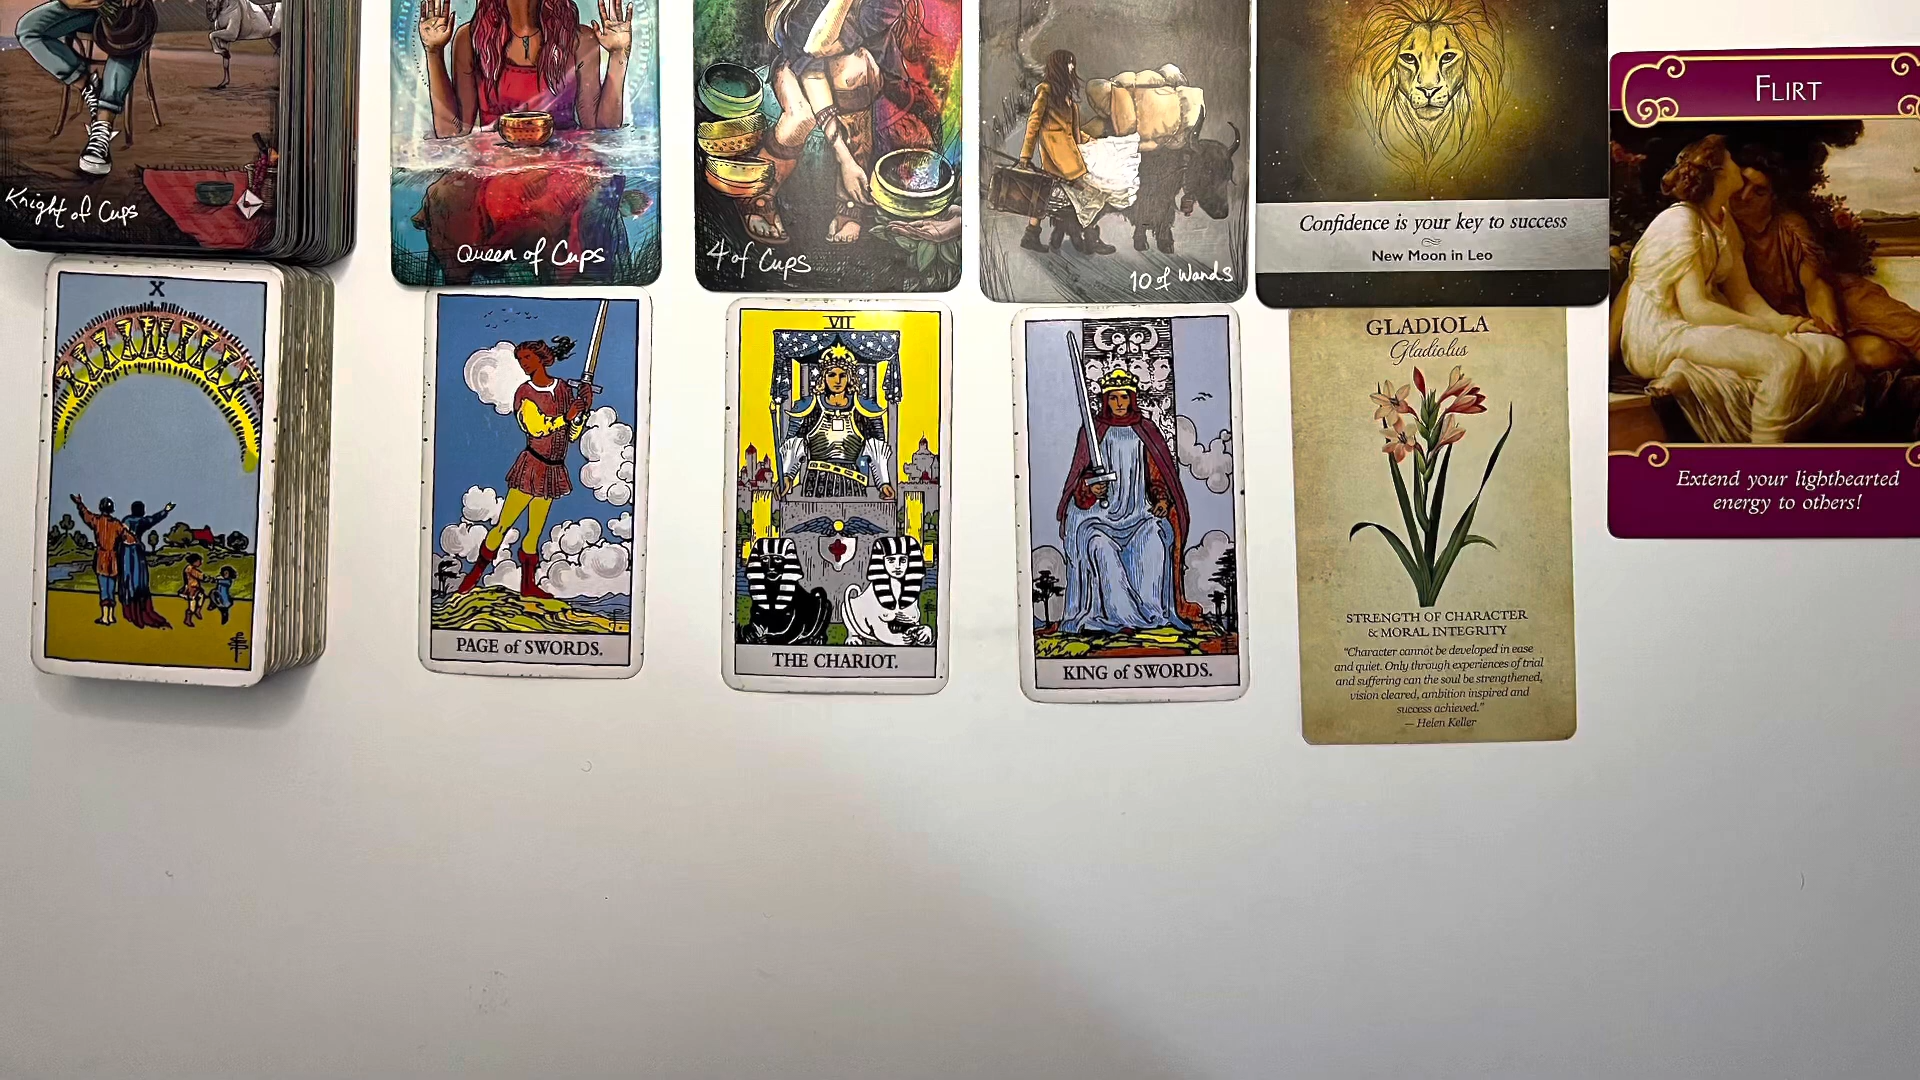 Knight of Cups
Queen of Cups
4 of Cups
10 of Wands
Confidence is your key to success
New Moon in Leo
FLIRT
Extend your lighthearted
energy to others!
X
PAGE of SWORDS.
VII
THE CHARIOT.
KING of SWORDS.
GLADIOLA
Gladiolus
STRENGTH OF CHARACTER
& MORAL INTEGRITY
"Character cannot be developed in ease
and quiet. Only through experiences of trial
and suffering can the soul be strengthened,
vision cleared, ambition inspired and
success achieved."
— Helen Keller